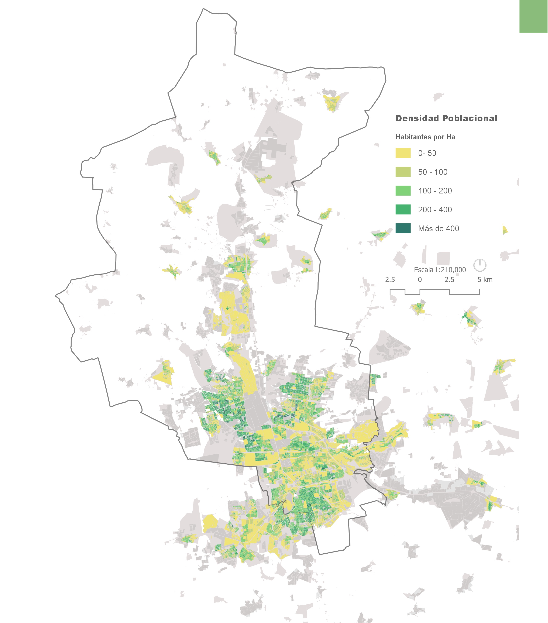 Densidad Poblacional
Habitantes por Ha
0- 50
50 - 100
100 - 200
200 - 400
Más de 400
Escala 1:210,000
2.5 0 2.5 5 km